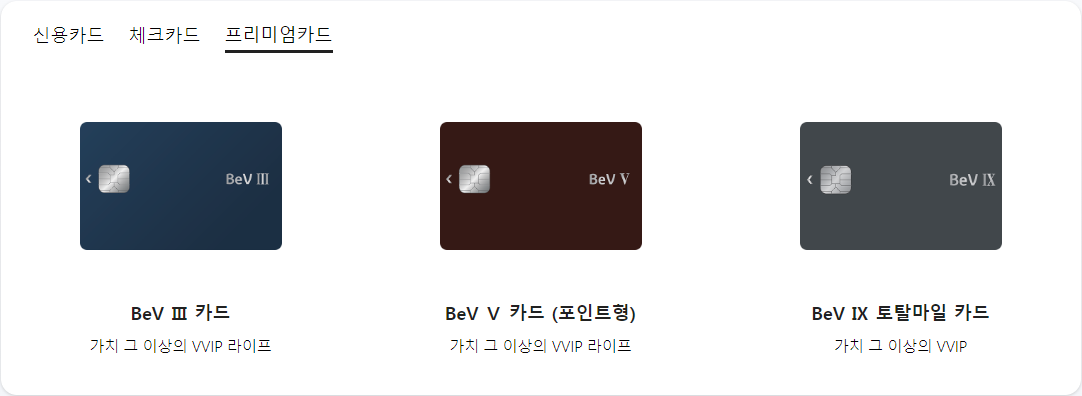 신용카드 체크카드 프리미엄카드
BeV Ⅲ
BeV Ⅴ
BeV Ⅸ
BeV Ⅲ 카드
가치 그 이상의 VVIP 라이프
BeV Ⅴ 카드 (포인트형)
가치 그 이상의 VVIP 라이프
BeV Ⅸ 토탈마일 카드
가치 그 이상의 VVIP